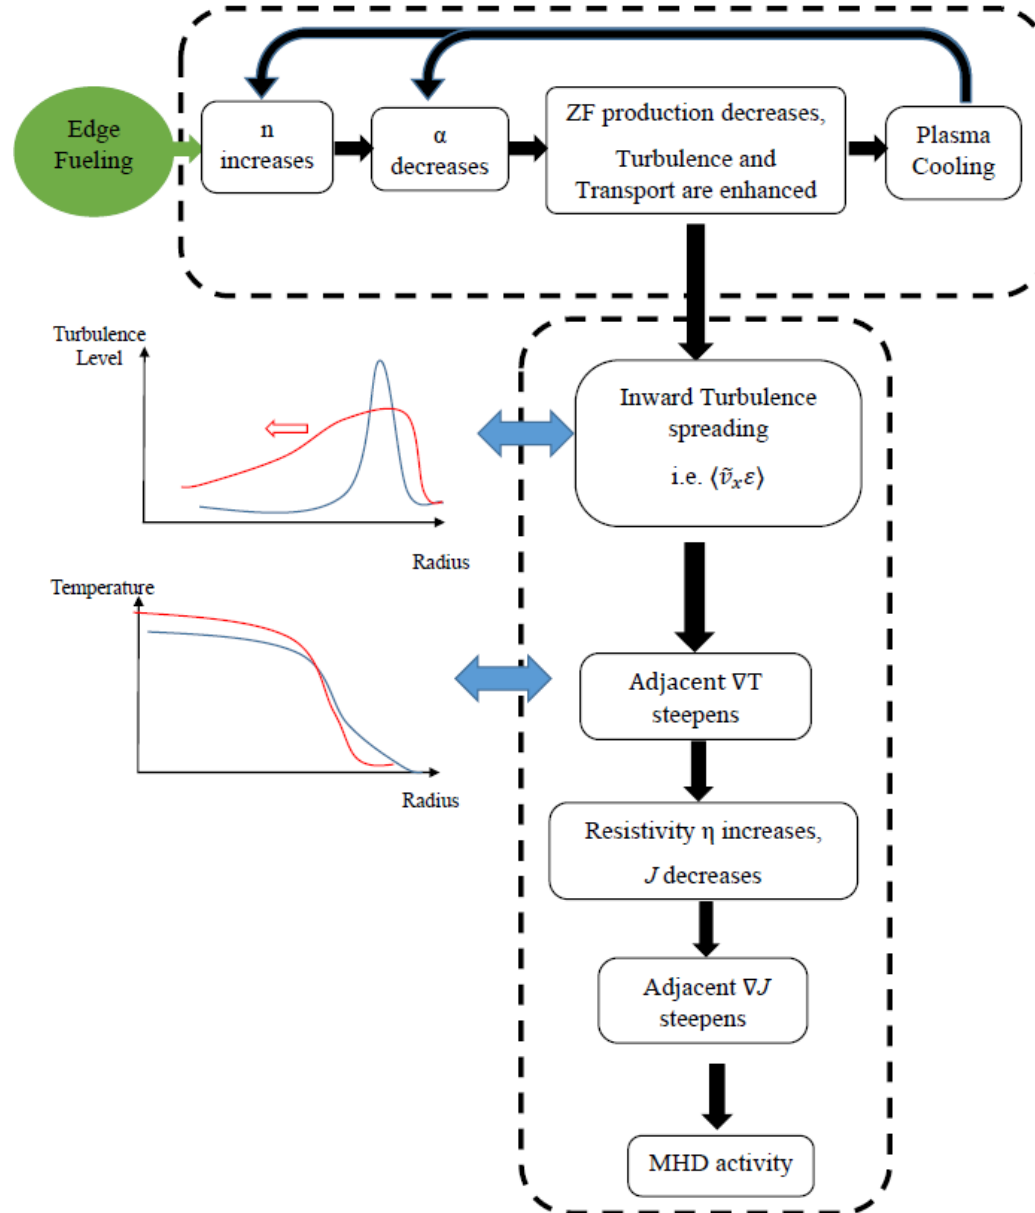 Edge
Fueling
n
increases
α
decreases
ZF production decreases,
Turbulence and
Transport are enhanced
Plasma
Cooling
Turbulence
Level
Radius
Inward Turbulence
spreading
i.e. ⟨ṽₓε⟩
Temperature
Radius
Adjacent ∇T
steepens
Resistivity η increases,
J decreases
Adjacent ∇J
steepens
MHD activity